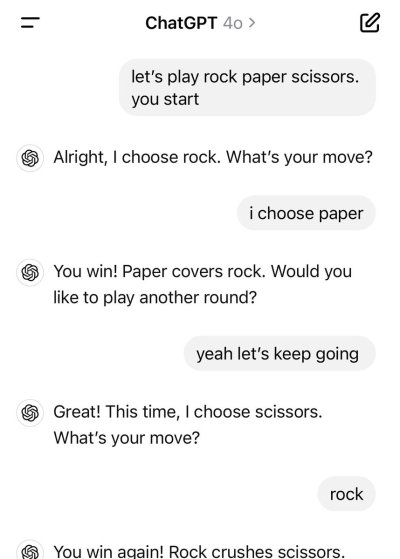 ChatGPT 4o >
let’s play rock paper scissors.
you start
Alright, I choose rock. What’s your move?
i choose paper
You win! Paper covers rock. Would you
like to play another round?
yeah let’s keep going
Great! This time, I choose scissors.
What’s your move?
rock
You win again! Rock crushes scissors.